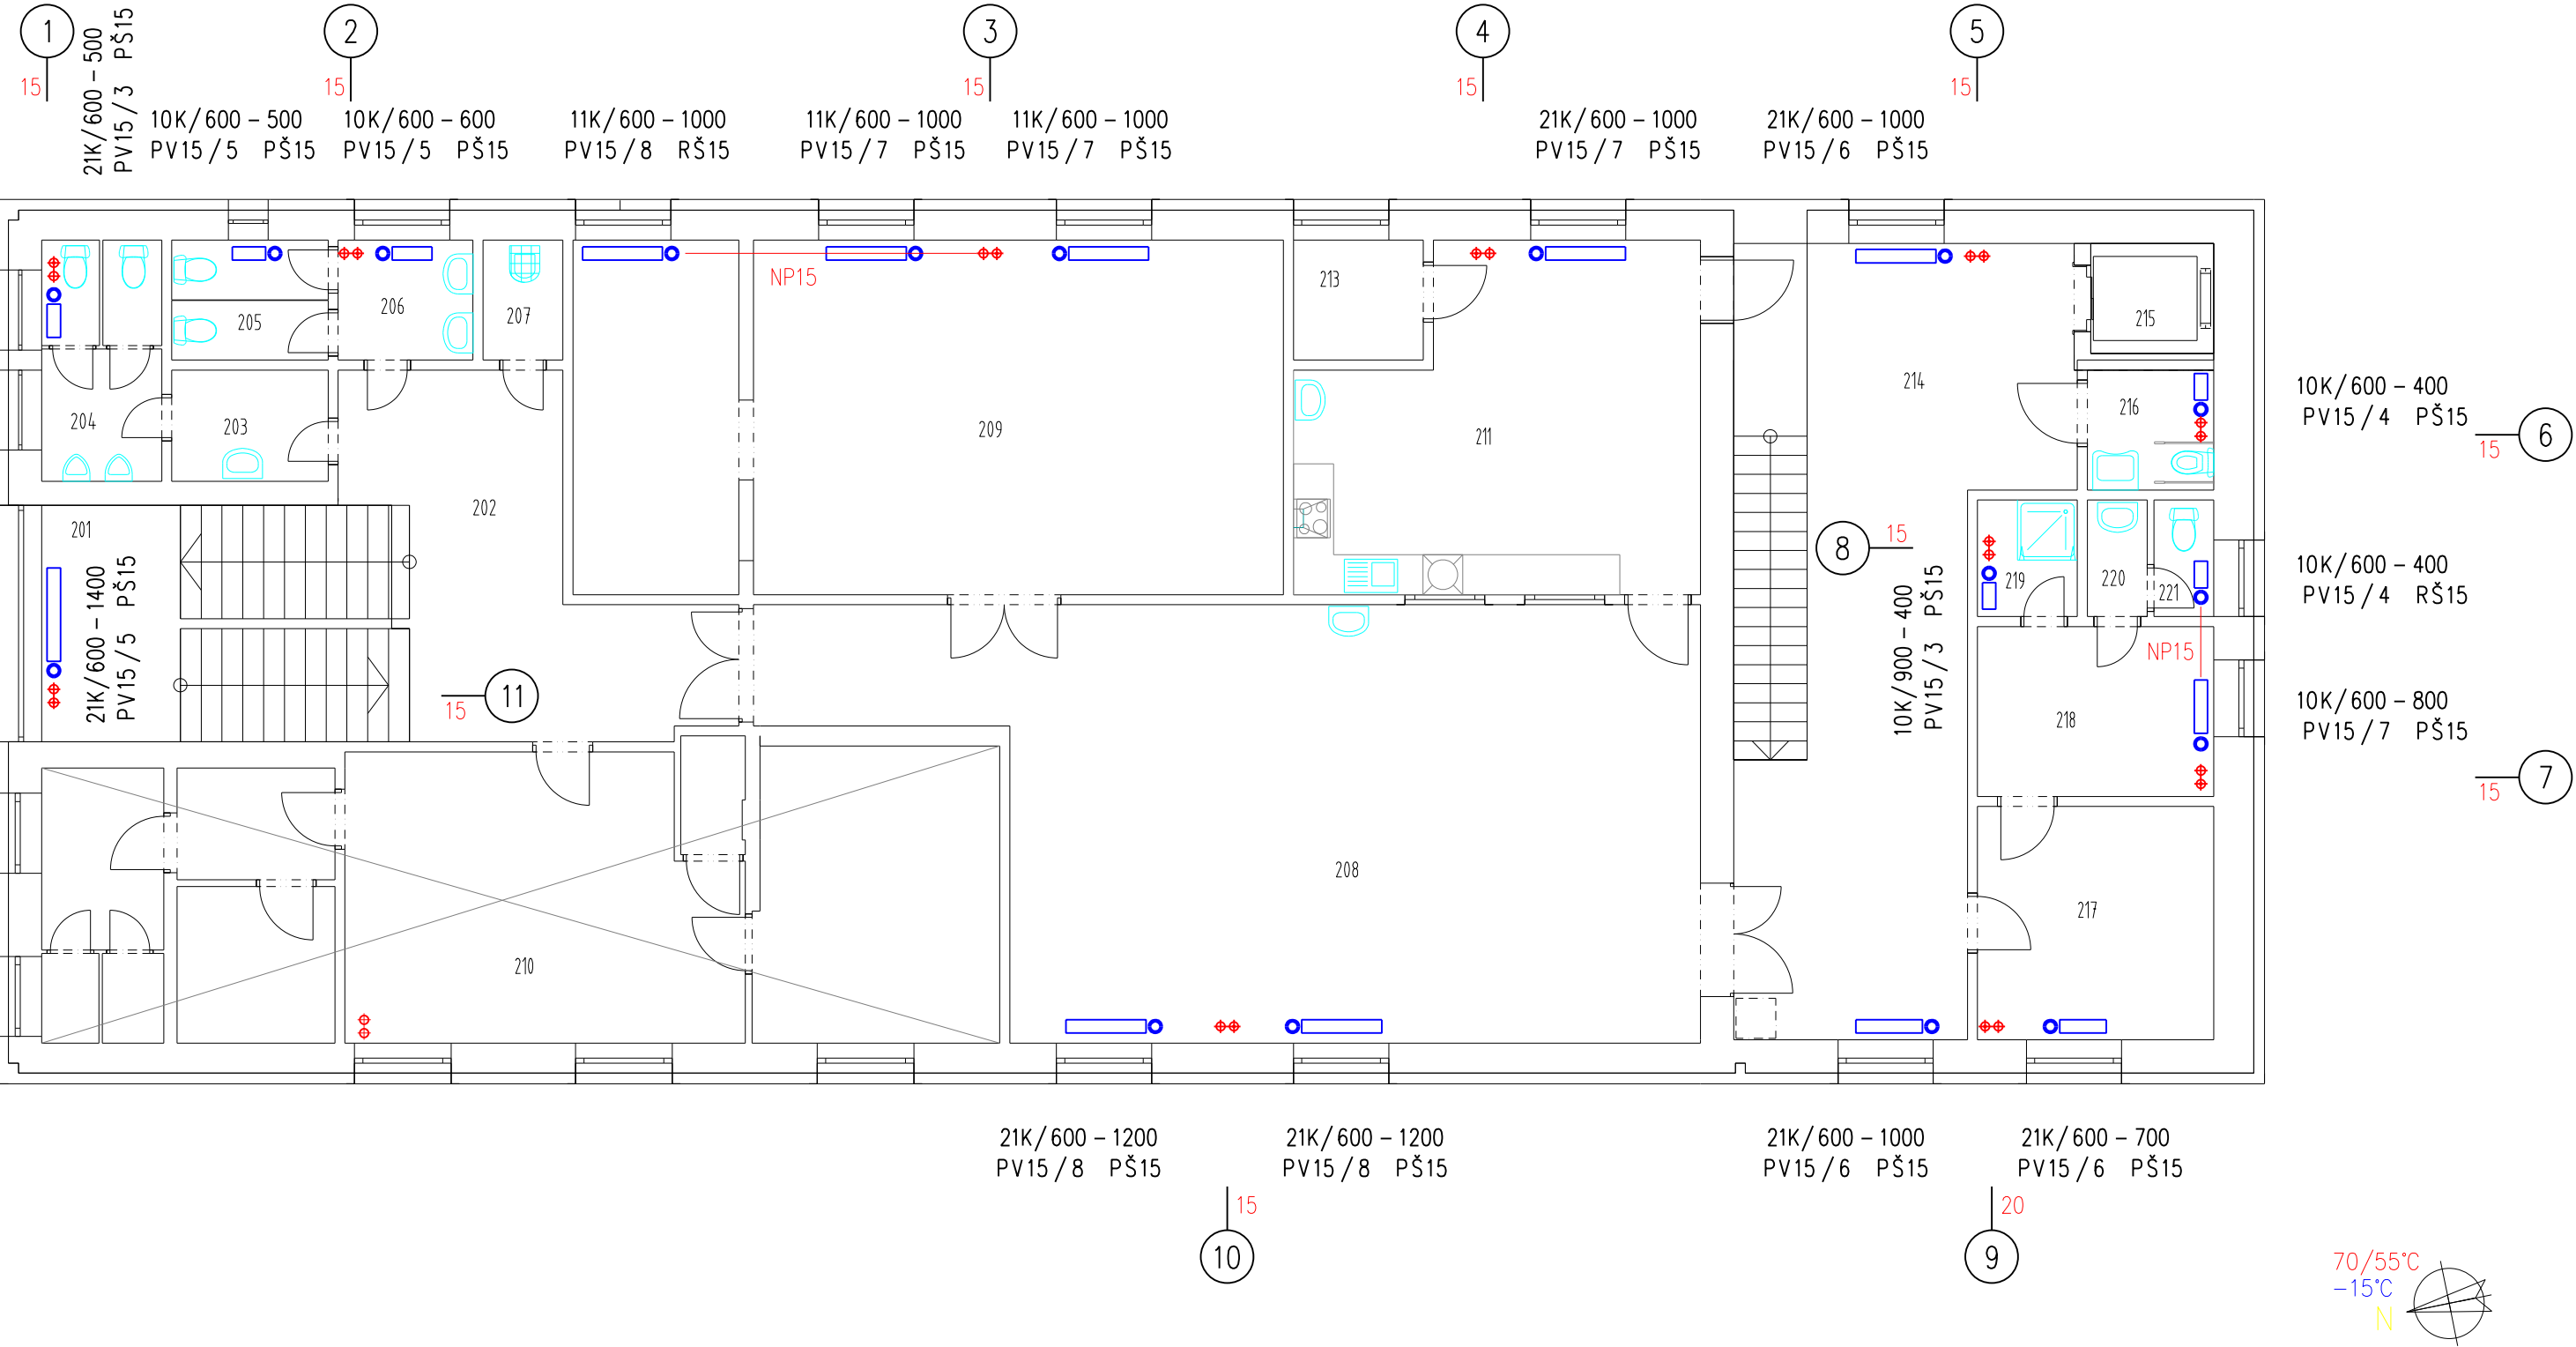 1
2
3
4
5
15
15
15
15
15
21K/600 – 500
PV15/3 PŠ15
10K/600 – 500
PV15/5 PŠ15
10K/600 – 600
PV15/5 PŠ15
11K/600 – 1000
PV15/8 RŠ15
11K/600 – 1000
PV15/7 PŠ15
11K/600 – 1000
PV15/7 PŠ15
21K/600 – 1000
PV15/7 PŠ15
21K/600 – 1000
PV15/6 PŠ15
NP15
213
205
206
207
215
214
204
203
209
211
216
10K/600 – 400
PV15/4 PŠ15
6
15
202
201
21K/600 – 1400
PV15/5 PŠ15
8
15
10K/900 – 400
PV15/3 PŠ15
219
220
221
10K/600 – 400
PV15/4 RŠ15
NP15
11
15
218
10K/600 – 800
PV15/7 PŠ15
7
15
208
217
210
21K/600 – 1200
PV15/8 PŠ15
21K/600 – 1200
PV15/8 PŠ15
21K/600 – 1000
PV15/6 PŠ15
21K/600 – 700
PV15/6 PŠ15
15
10
20
9
70/55°C
–15°C
N